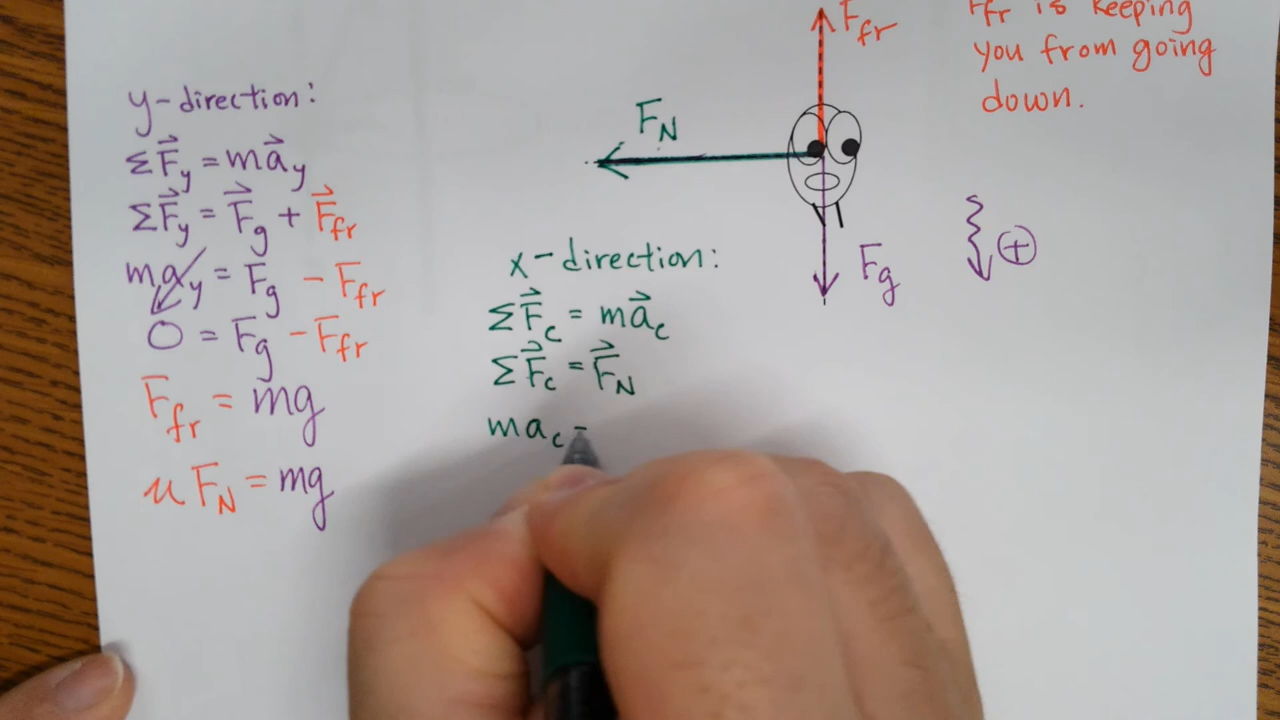 Ffr
Ffr is keeping
you from going
down.
y-direction:
ΣF⃗y = ma⃗y
ΣF⃗y = F⃗g + F⃗fr
may = Fg - Ffr
0 = Fg - Ffr
Ffr = mg
μFN = mg
FN
Fg
+
x-direction:
ΣF⃗c = ma⃗c
ΣF⃗c = F⃗N
mac =